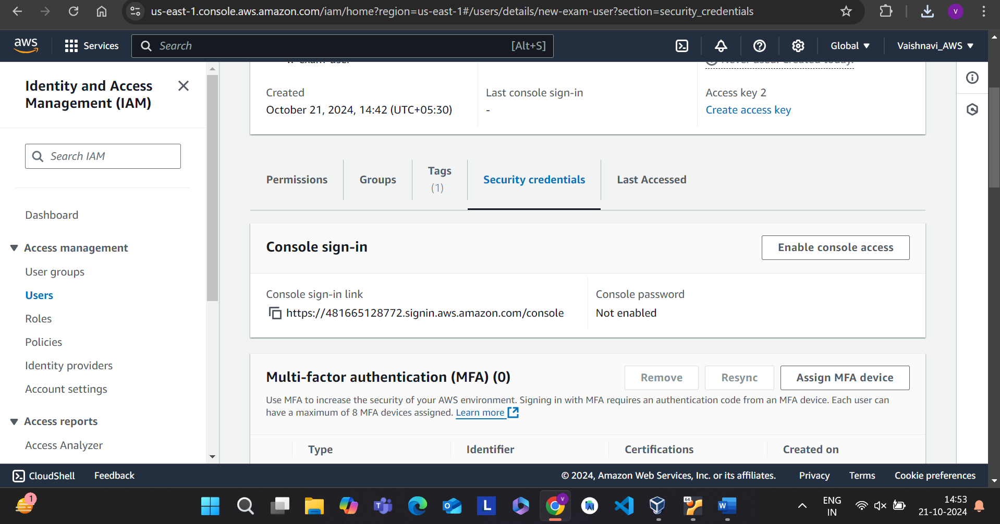 us-east-1.console.aws.amazon.com/iam/home?region=us-east-1#/users/details/new-exam-user?section=security_credentials
V
aws
Services
Search
[Alt+S]
Global
Vaishnavi_AWS
Identity and Access
Management (IAM)
Search IAM
Dashboard
Access management
User groups
Users
Roles
Policies
Identity providers
Account settings
Access reports
Access Analyzer
w-exam-user
Never used. Created today.
Created
October 21, 2024, 14:42 (UTC+05:30)
Last console sign-in
-
Access key 2
Create access key
Permissions
Groups
Tags
(1)
Security credentials
Last Accessed
Console sign-in
Enable console access
Console sign-in link
https://481665128772.signin.aws.amazon.com/console
Console password
Not enabled
Multi-factor authentication (MFA) (0)
Remove
Resync
Assign MFA device
Use MFA to increase the security of your AWS environment. Signing in with MFA requires an authentication code from an MFA device. Each user can
have a maximum of 8 MFA devices assigned. Learn more
Type
Identifier
Certifications
Created on
CloudShell
Feedback
© 2024, Amazon Web Services, Inc. or its affiliates.
Privacy
Terms
Cookie preferences
1
L
V
64
W
ENG
IN
14:53
21-10-2024